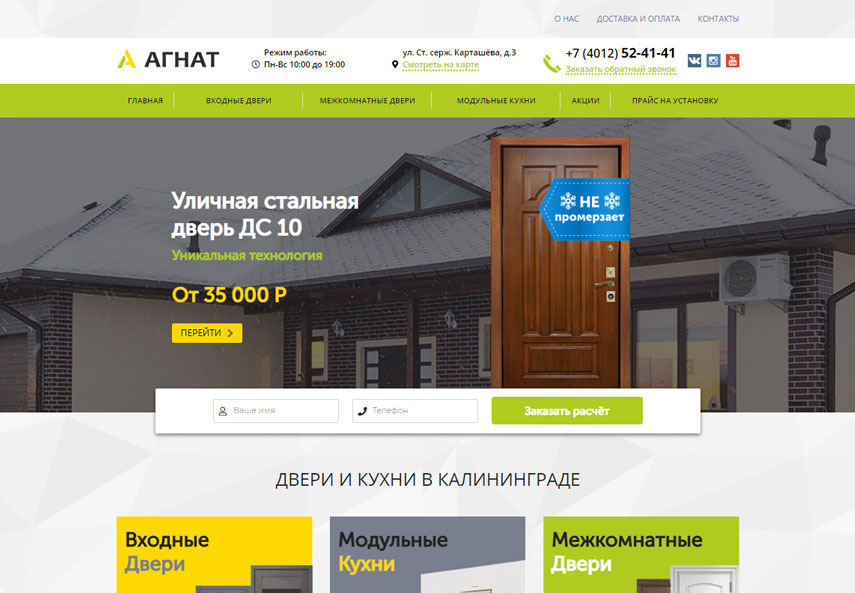 О НАС ДОСТАВКА И ОПЛАТА КОНТАКТЫ
АГНАТ
Режим работы:
Пн-Вс 10:00 до 19:00
ул. Ст. серж. Карташёва, д.3
Смотреть на карте
+7 (4012) 52-41-41
Заказать обратный звонок
ГЛАВНАЯ ВХОДНЫЕ ДВЕРИ МЕЖКОМНАТНЫЕ ДВЕРИ МОДУЛЬНЫЕ КУХНИ АКЦИИ ПРАЙС НА УСТАНОВКУ
Уличная стальная
дверь ДС 10
Уникальная технология
От 35 000 Р
ПЕРЕЙТИ
НЕ
промерзает
Ваше имя
Телефон
Заказать расчёт
ДВЕРИ И КУХНИ В КАЛИНИНГРАДЕ
Входные
Двери
Модульные
Кухни
Межкомнатные
Двери